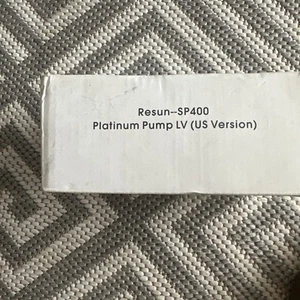 Resun--SP400
Platinum Pump LV (US Version)